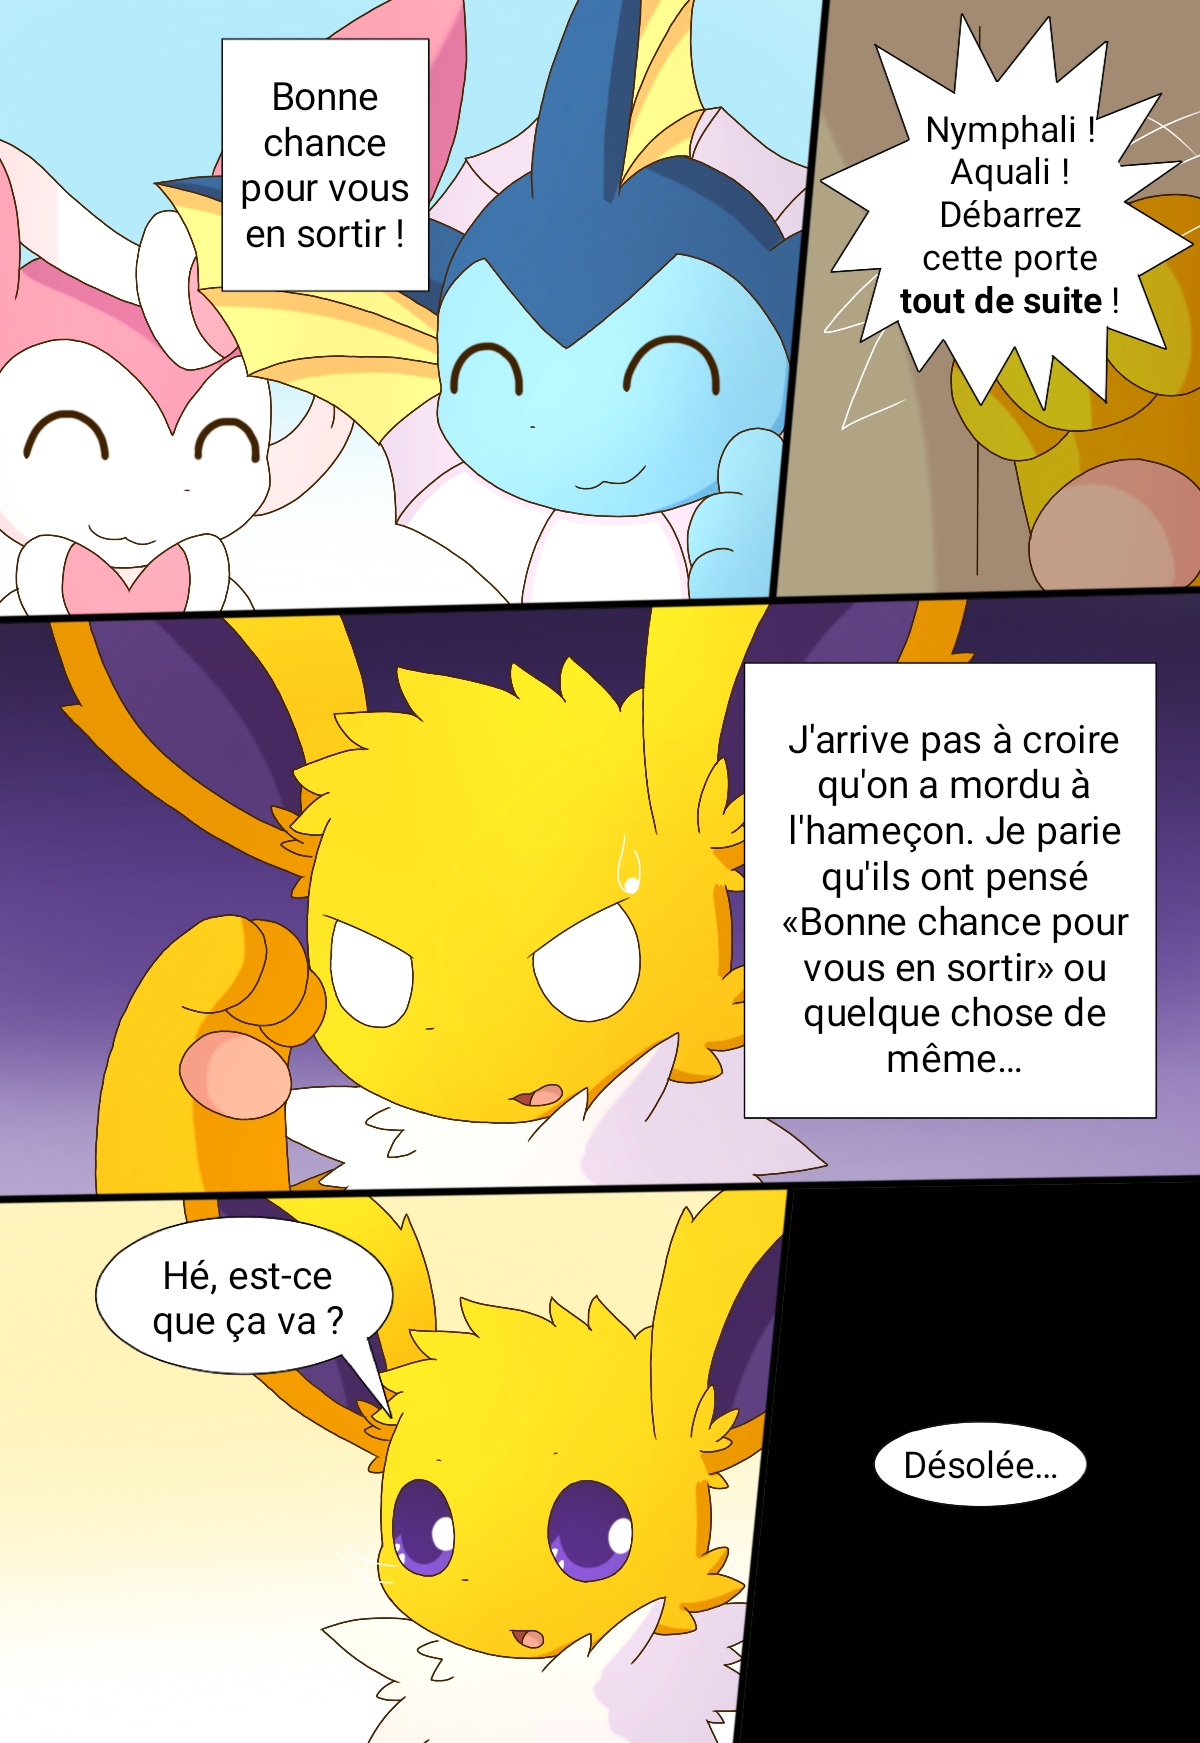 Bonne
chance
pour vous
en sortir !
Nymphali !
Aquali !
Débarrez
cette porte
tout de suite !
J'arrive pas à croire
qu'on a mordu à
l'hameçon. Je parie
qu'ils ont pensé
«Bonne chance pour
vous en sortir» ou
quelque chose de
même...
Hé, est-ce
que ça va ?
Désolée...